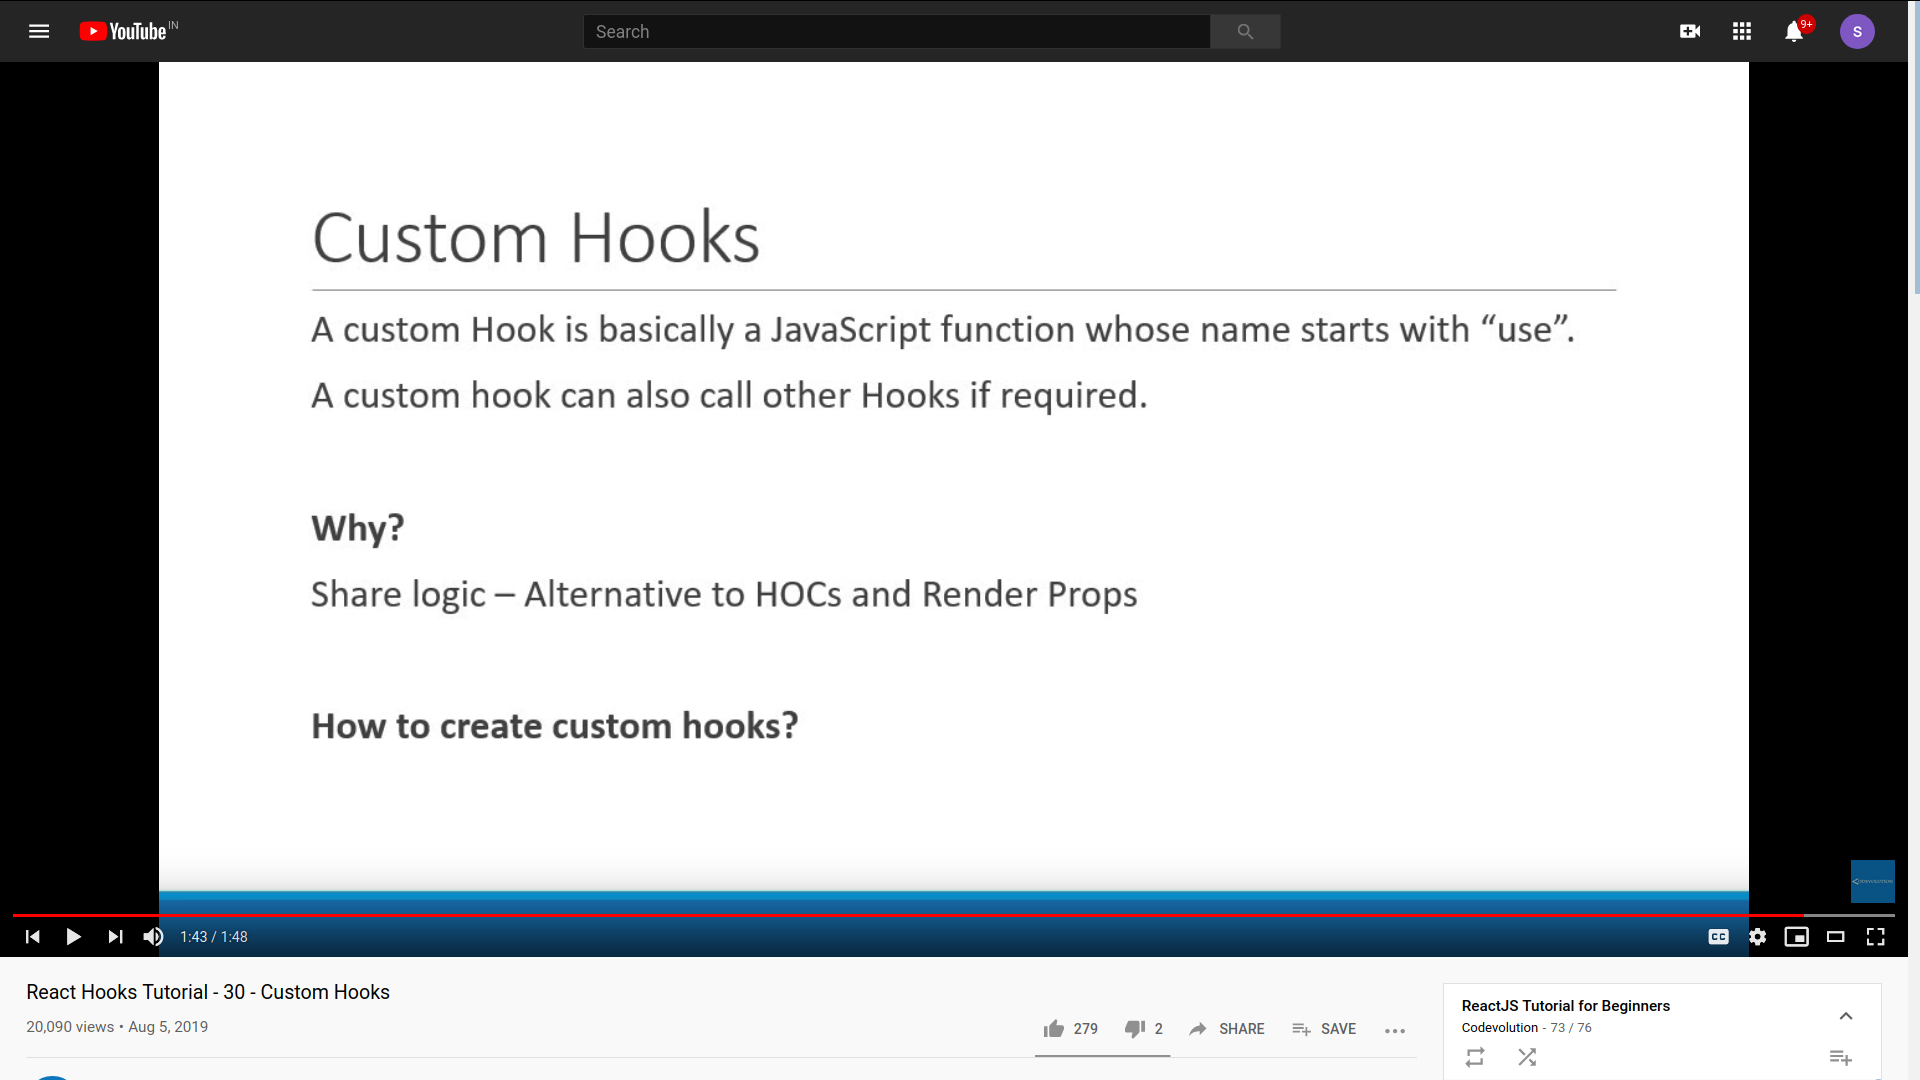 YouTube IN
Search
9+
S
Custom Hooks
A custom Hook is basically a JavaScript function whose name starts with “use”.
A custom hook can also call other Hooks if required.
Why?
Share logic – Alternative to HOCs and Render Props
How to create custom hooks?
CODEVOLUTION
1:43 / 1:48
CC
React Hooks Tutorial - 30 - Custom Hooks
20,090 views • Aug 5, 2019
279
2
SHARE
SAVE
ReactJS Tutorial for Beginners
Codevolution - 73 / 76